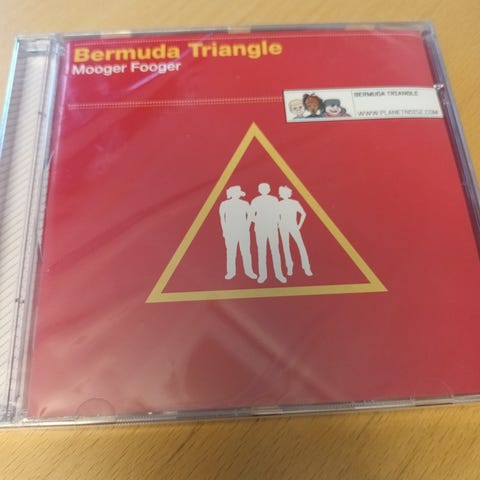 Bermuda Triangle
Mooger Fooger
BERMUDA TRIANGLE
WWW.PLANETNOISE.COM